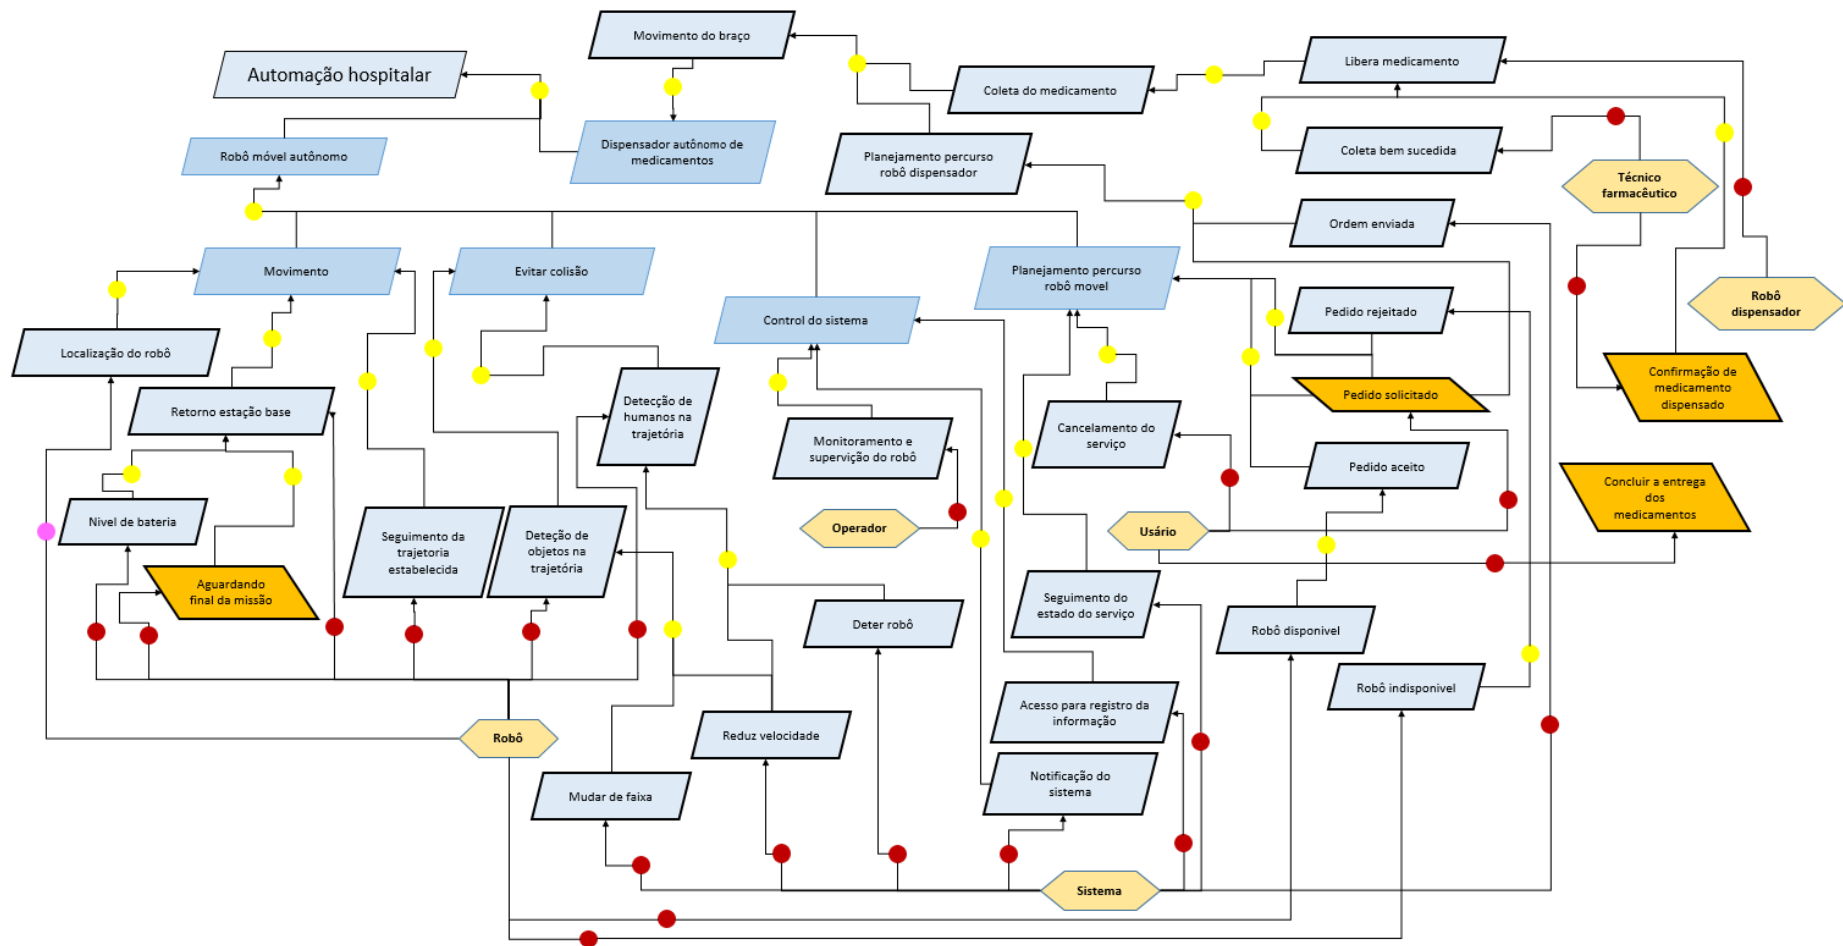 Movimento do braço
Automação hospitalar
Libera medicamento
Coleta do medicamento
Robô móvel autônomo
Dispensador autônomo de
medicamentos
Planejamento percurso
robô dispensador
Coleta bem sucedida
Técnico
farmacêutico
Ordem enviada
Movimento
Evitar colisão
Planejamento percurso
robô movel
Control do sistema
Pedido rejeitado
Robô
dispensador
Localização do robô
Retorno estação base
Detecção de
humanos na
trajetória
Pedido solicitado
Confirmação de
medicamento
dispensado
Monitoramento e
supervição do robô
Cancelamento do
serviço
Pedido aceito
Concluir a entrega
dos
medicamentos
Nivel de bateria
Operador
Usário
Seguimento da
trajetoria
estabelecida
Deteção de
objetos na
trajetória
Aguardando
final da missão
Seguimento do
estado do serviço
Deter robô
Robô disponivel
Robô indisponivel
Acesso para registro da
informação
Robô
Reduz velocidade
Notificação do
sistema
Mudar de faixa
Sistema